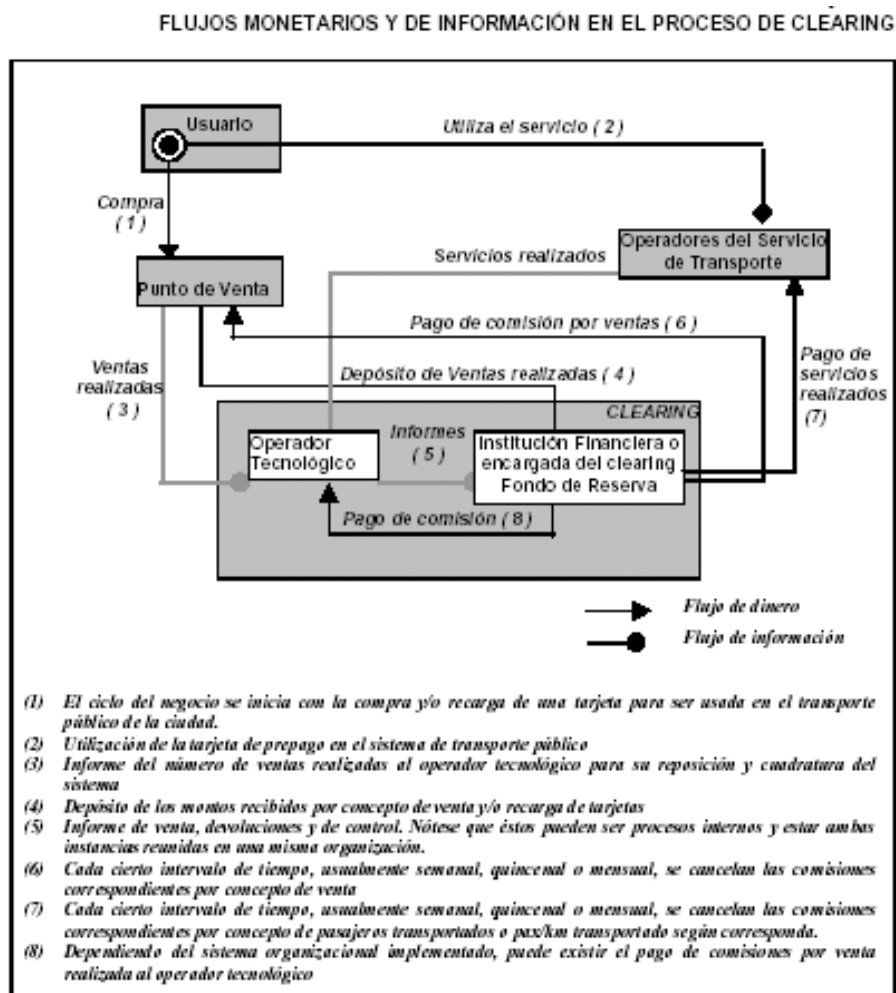 FLUJOS MONETARIOS Y DE INFORMACIÓN EN EL PROCESO DE CLEARING
Usuario
Utiliza el servicio ( 2 )
Compra
( 1 )
Operadores del Servicio
de Transporte
Servicios realizados
Punto de Venta
Pago de comisión por ventas ( 6 )
Pago de
servicios
realizados
(7)
Ventas
realizadas
( 3 )
Depósito de Ventas realizadas ( 4 )
CLEARING
Operador
Tecnológico
Informes
( 5 )
Institución Financiera o
encargada del clearing
Fondo de Reserva
Pago de comisión ( 8 )
Flujo de dinero
Flujo de información
(1) El ciclo del negocio se inicia con la compra y/o recarga de una tarjeta para ser usada en el transporte
público de la ciudad.
(2) Utilización de la tarjeta de prepago en el sistema de transporte público
(3) Informe del número de ventas realizadas al operador tecnológico para su reposición y cuadratura del
sistema
(4) Depósito de los montos recibidos por concepto de venta y/o recarga de tarjetas
(5) Informe de venta, devoluciones y de control. Nótese que éstos pueden ser procesos internos y estar ambas
instancias reunidas en una misma organización.
(6) Cada cierto intervalo de tiempo, usualmente semanal, quincenal o mensual, se cancelan las comisiones
correspondientes por concepto de venta
(7) Cada cierto intervalo de tiempo, usualmente semanal, quincenal o mensual, se cancelan las comisiones
correspondientes por concepto de pasajeros transportados o pax/km transportado según corresponda.
(8) Dependiendo del sistema organizacional implementado, puede existir el pago de comisiones por venta
realizada al operador tecnológico